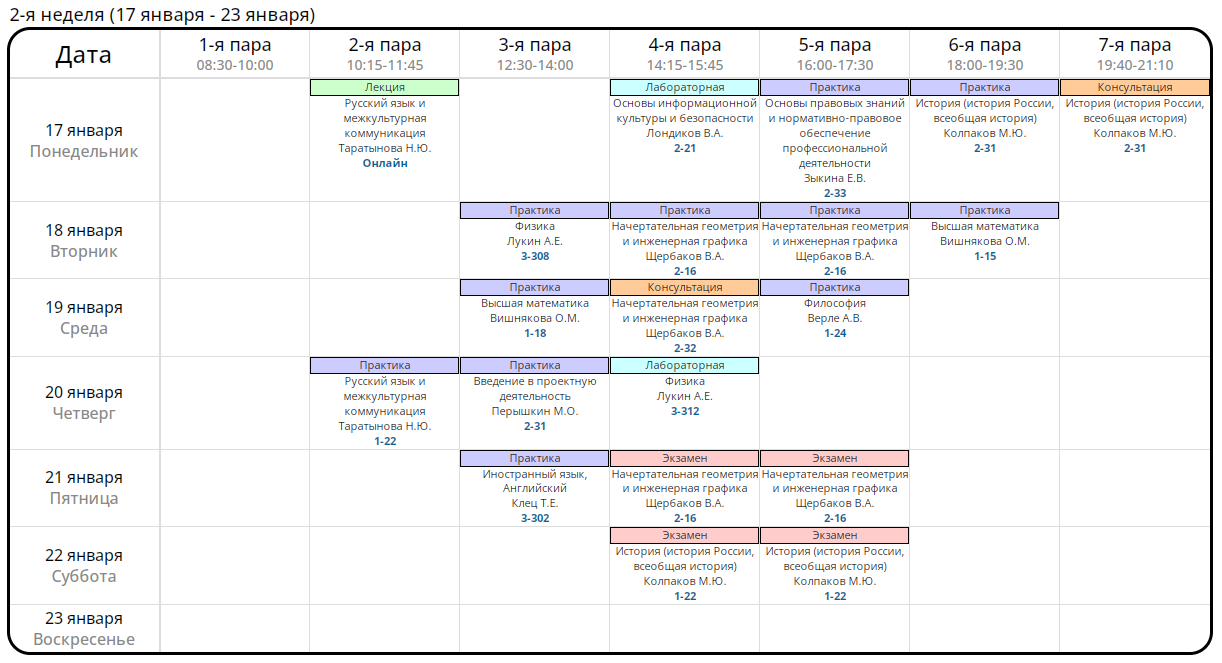 2-я неделя (17 января - 23 января)
Дата
1-я пара
08:30-10:00
2-я пара
10:15-11:45
3-я пара
12:30-14:00
4-я пара
14:15-15:45
5-я пара
16:00-17:30
6-я пара
18:00-19:30
7-я пара
19:40-21:10
17 января
Понедельник
Лекция
Русский язык и
межкультурная
коммуникация
Таратынова Н.Ю.
Онлайн
Лабораторная
Основы информационной
культуры и безопасности
Лондиков В.А.
2-21
Практика
Основы правовых знаний
и нормативно-правовое
обеспечение
профессиональной
деятельности
Зыкина Е.В.
2-33
Практика
История (история России,
всеобщая история)
Колпаков М.Ю.
2-31
Консультация
История (история России,
всеобщая история)
Колпаков М.Ю.
2-31
18 января
Вторник
Практика
Физика
Лукин А.Е.
3-308
Практика
Начертательная геометрия
и инженерная графика
Щербаков В.А.
2-16
Практика
Начертательная геометрия
и инженерная графика
Щербаков В.А.
2-16
Практика
Высшая математика
Вишнякова О.М.
1-15
19 января
Среда
Практика
Высшая математика
Вишнякова О.М.
1-18
Консультация
Начертательная геометрия
и инженерная графика
Щербаков В.А.
2-32
Практика
Философия
Верле А.В.
1-24
20 января
Четверг
Практика
Русский язык и
межкультурная
коммуникация
Таратынова Н.Ю.
1-22
Практика
Введение в проектную
деятельность
Перышкин М.О.
2-31
Лабораторная
Физика
Лукин А.Е.
3-312
21 января
Пятница
Практика
Иностранный язык,
Английский
Клец Т.Е.
3-302
Экзамен
Начертательная геометрия
и инженерная графика
Щербаков В.А.
2-16
Экзамен
Начертательная геометрия
и инженерная графика
Щербаков В.А.
2-16
22 января
Суббота
Экзамен
История (история России,
всеобщая история)
Колпаков М.Ю.
1-22
Экзамен
История (история России,
всеобщая история)
Колпаков М.Ю.
1-22
23 января
Воскресенье